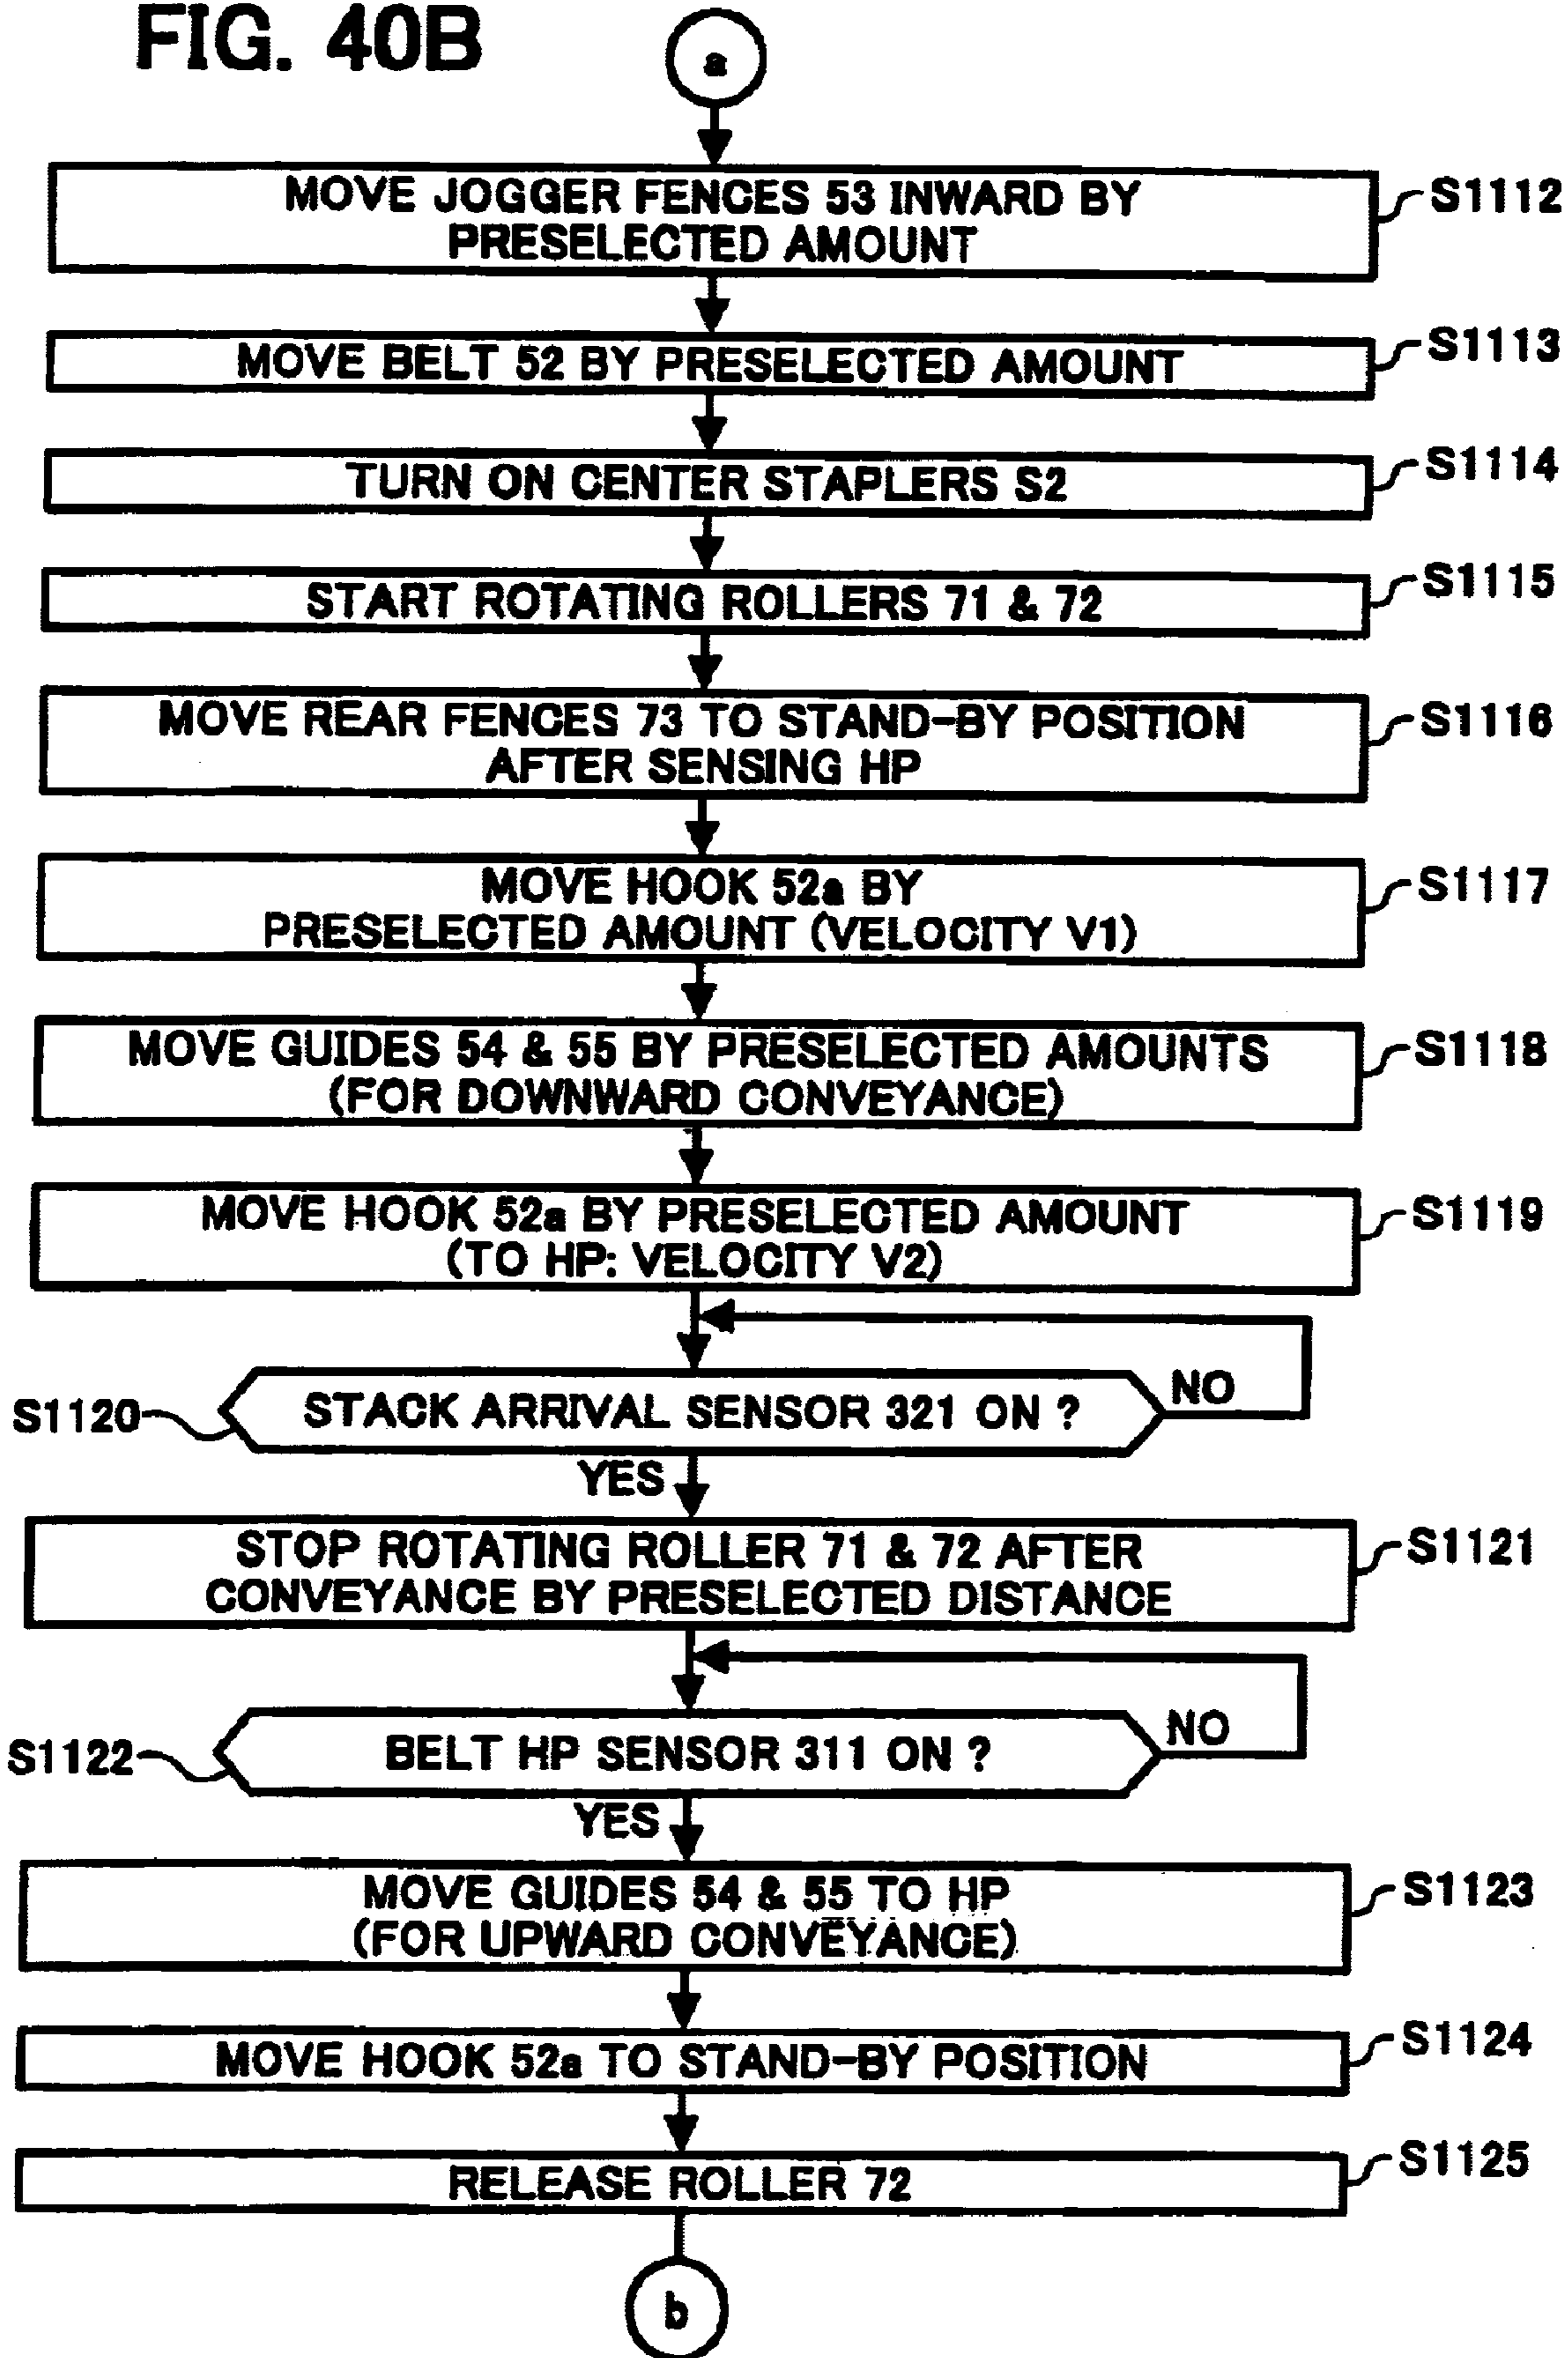 FIG. 40B
a
MOVE JOGGER FENCES 53 INWARD BY
PRESELECTED AMOUNT
S1112
MOVE BELT 52 BY PRESELECTED AMOUNT
S1113
TURN ON CENTER STAPLERS S2
S1114
START ROTATING ROLLERS 71 & 72
S1115
MOVE REAR FENCES 73 TO STAND-BY POSITION
AFTER SENSING HP
S1116
MOVE HOOK 52a BY
PRESELECTED AMOUNT (VELOCITY V1)
S1117
MOVE GUIDES 54 & 55 BY PRESELECTED AMOUNTS
(FOR DOWNWARD CONVEYANCE)
S1118
MOVE HOOK 52a BY PRESELECTED AMOUNT
(TO HP: VELOCITY V2)
S1119
STACK ARRIVAL SENSOR 321 ON ?
NO
S1120
YES
STOP ROTATING ROLLER 71 & 72 AFTER
CONVEYANCE BY PRESELECTED DISTANCE
S1121
BELT HP SENSOR 311 ON ?
NO
S1122
YES
MOVE GUIDES 54 & 55 TO HP
(FOR UPWARD CONVEYANCE)
S1123
MOVE HOOK 52a TO STAND-BY POSITION
S1124
RELEASE ROLLER 72
S1125
b